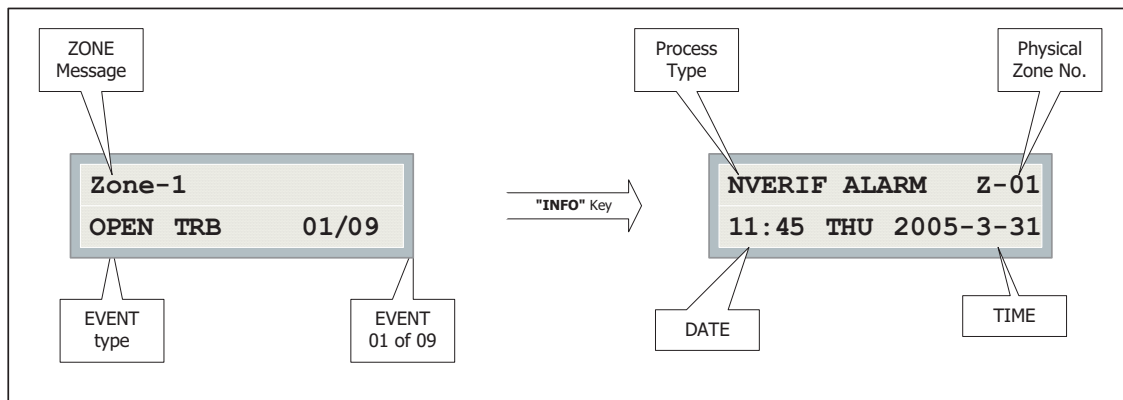 ZONE
Message
Process
Type
Physical
Zone No.
Zone-1
OPEN TRB 01/09
"INFO" Key
NVERIF ALARM Z-01
11:45 THU 2005-3-31
EVENT
type
EVENT
01 of 09
DATE
TIME